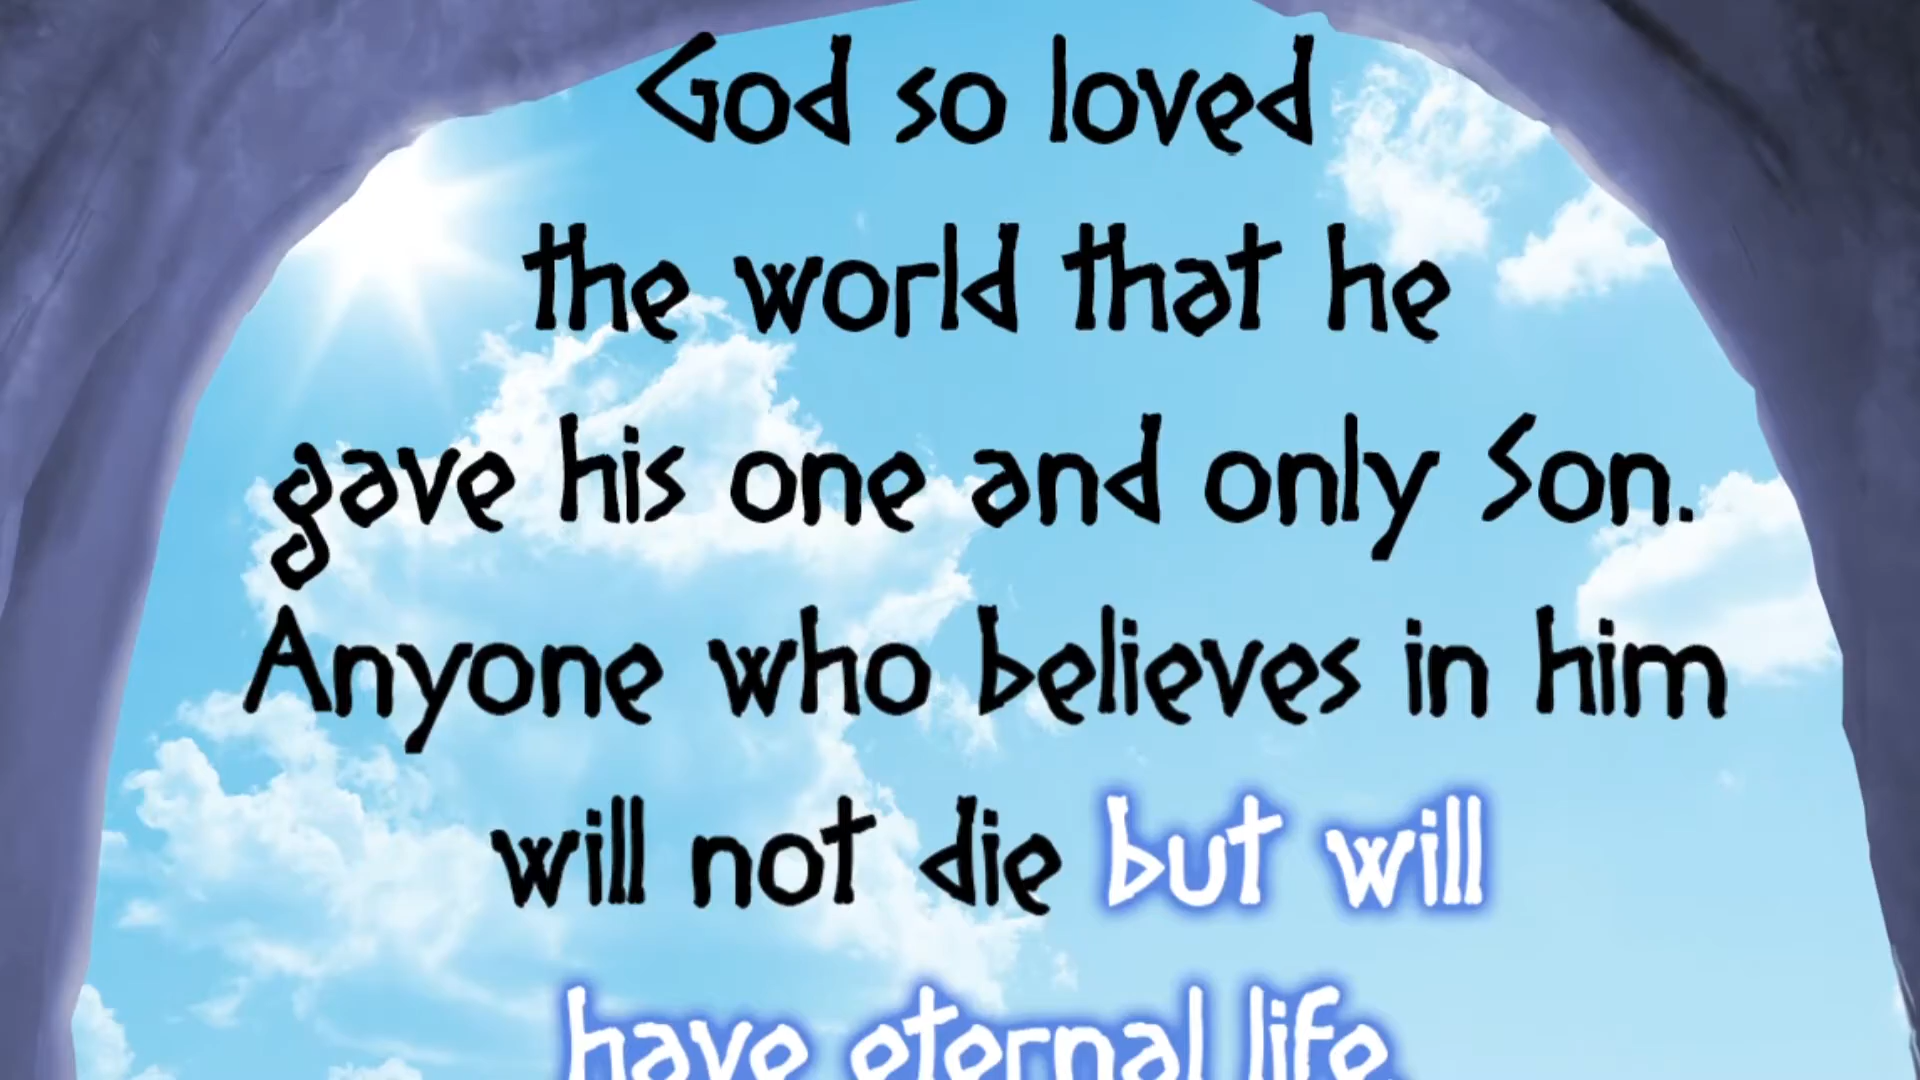 God so loved
the world that he
gave his one and only Son.
Anyone who believes in him
will not die but will
have eternal life.